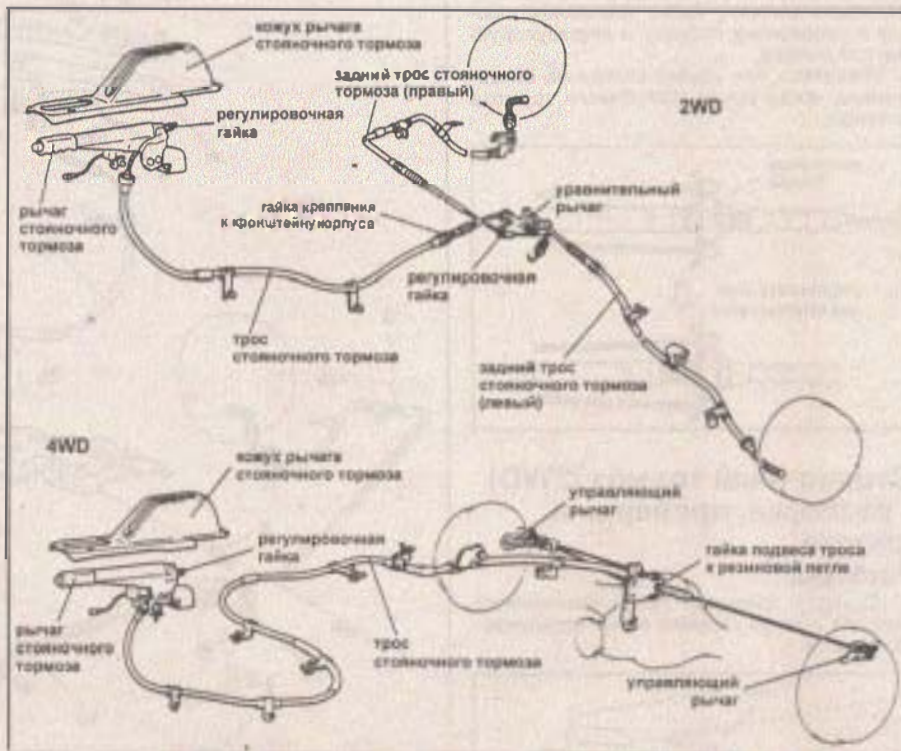 кожух рычага
стояночного тормоза
задний трос стояночного
тормоза (правый)
2WD
регулировочная
гайка
рычаг
стояночного
тормоза
гайка крепления
к кронштейну корпуса
уравнительный
рычаг
регулировочная
гайка
трос
стояночного тормоза
задний трос
стояночного тормоза
(левый)
4WD
кожух рычага
стояночного тормоза
управляющий
рычаг
регулировочная
гайка
гайка подвеса троса
к резиновой петле
рычаг
стояночного
тормоза
трос
стояночного тормоза
управляющий
рычаг